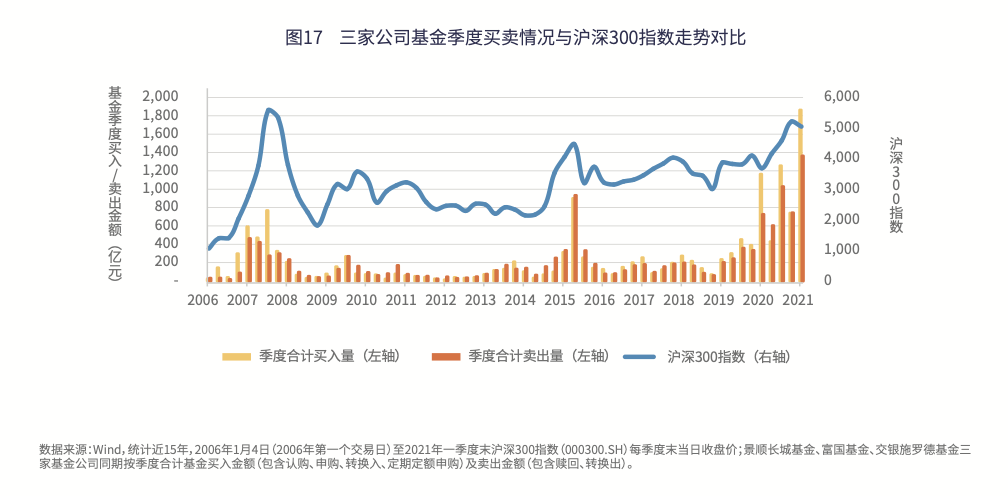 图17 三家公司基金季度买卖情况与沪深300指数走势对比
基金季度买入/卖出金额（亿元）
2,000
1,800
1,600
1,400
1,200
1,000
800
600
400
200
-
6,000
5,000
4,000
3,000
2,000
1,000
0
沪深300指数
2006 2007 2008 2009 2010 2011 2012 2013 2014 2015 2016 2017 2018 2019 2020 2021
季度合计买入量（左轴） 季度合计卖出量（左轴） 沪深300指数（右轴）
数据来源：Wind，统计近15年，2006年1月4日（2006年第一个交易日）至2021年一季度末沪深300指数（000300.SH）每季度末当日收盘价；景顺长城基金、富国基金、交银施罗德基金三
家基金公司同期按季度合计基金买入金额（包含认购、申购、转换入、定期定额申购）及卖出金额（包含赎回、转换出）。